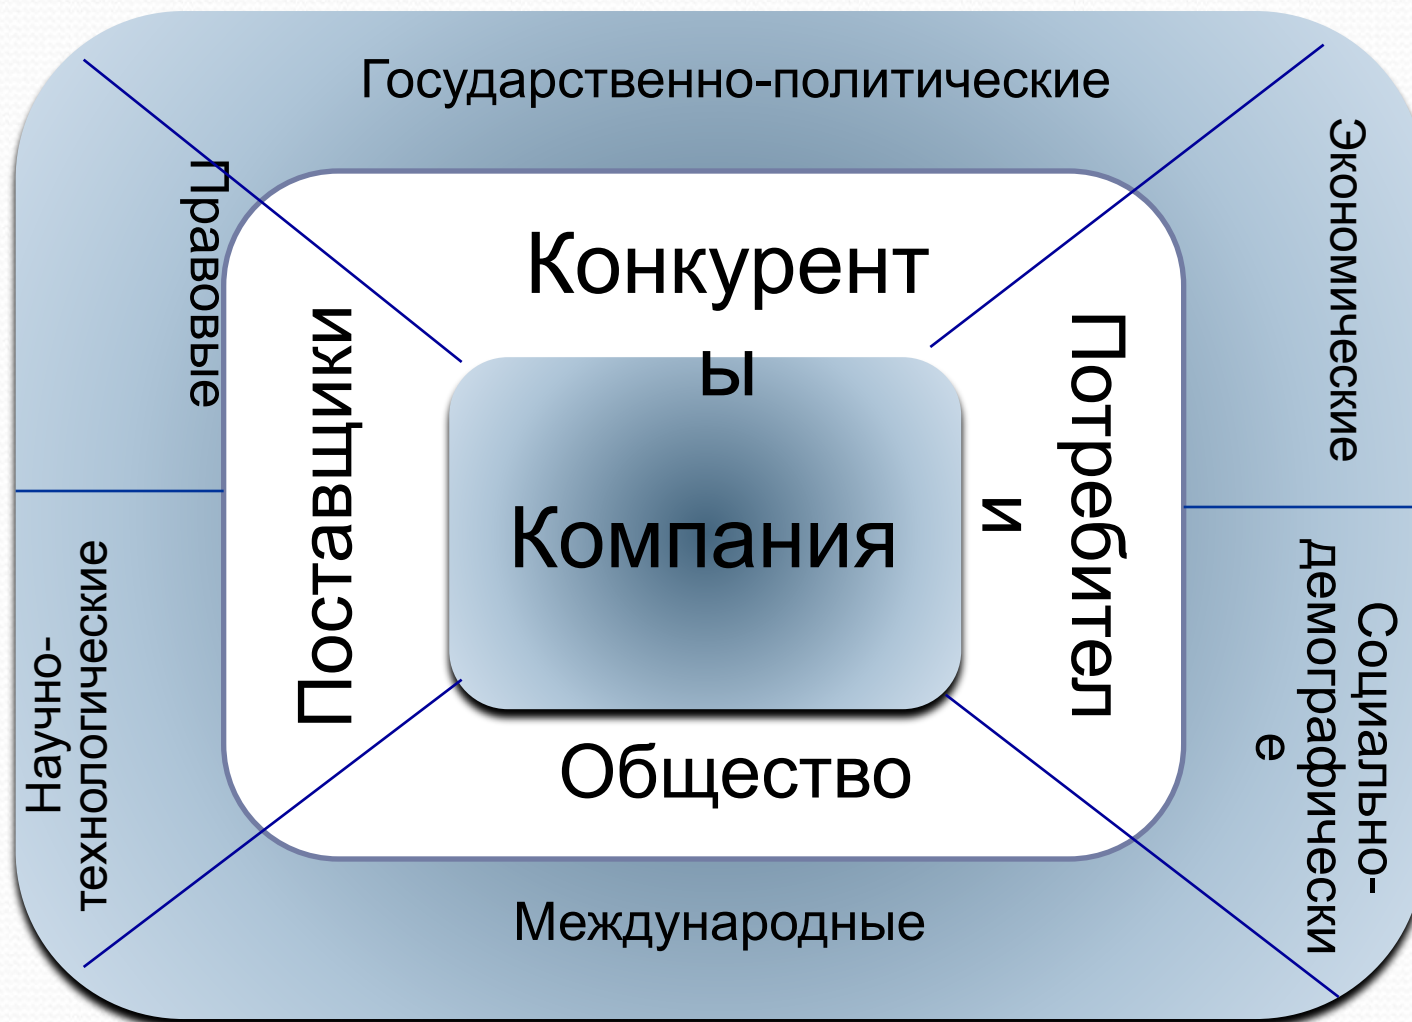 Государственно-политические
Правовые
Экономические
Конкурент
ы
Поставщики
Потребител
и
Компания
Научно-
технологические
Социально-
демографически
е
Общество
Международные